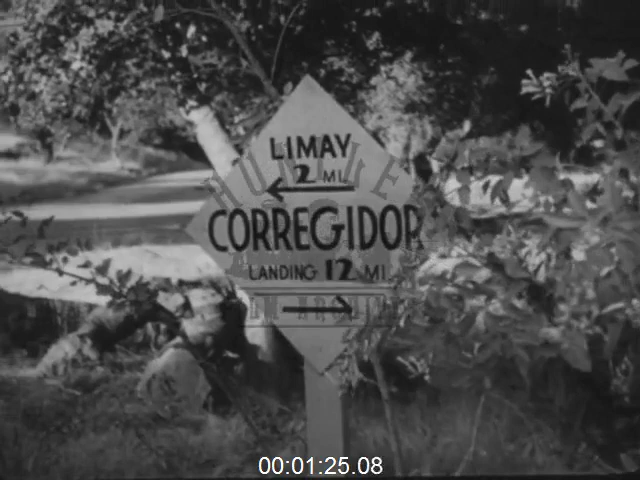 LIMAY
2 MI.
CORREGIDOR
LANDING 12 MI.
00:01:25.08